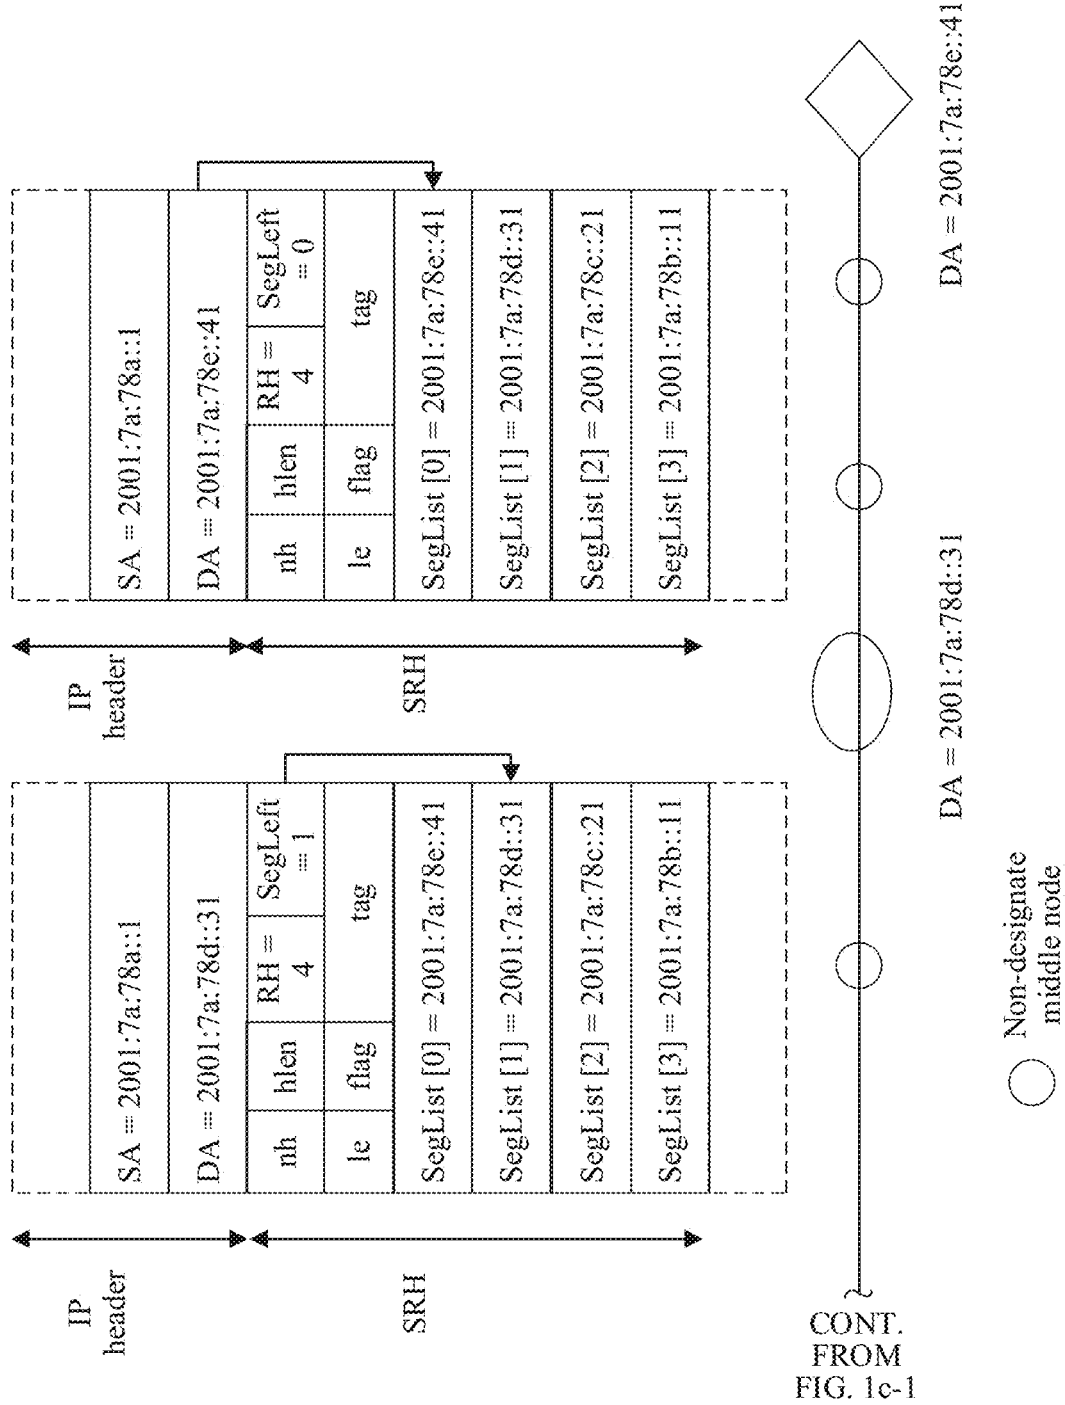 IP
header
SRH
SA = 2001:7a:78a::1
DA = 2001:7a:78d::31
nh
hlen
RH =
4
SegLeft
= 1
le
flag
tag
SegList [0] = 2001:7a:78e::41
SegList [1] = 2001:7a:78d::31
SegList [2] = 2001:7a:78c::21
SegList [3] = 2001:7a:78b::11
IP
header
SRH
SA = 2001:7a:78a::1
DA = 2001:7a:78e::41
nh
hlen
RH =
4
SegLeft
= 0
le
flag
tag
SegList [0] = 2001:7a:78e::41
SegList [1] = 2001:7a:78d::31
SegList [2] = 2001:7a:78c::21
SegList [3] = 2001:7a:78b::11
CONT.
FROM
FIG. 1c-1
DA = 2001:7a:78d::31
DA = 2001:7a:78e::41
Non-designate
middle node